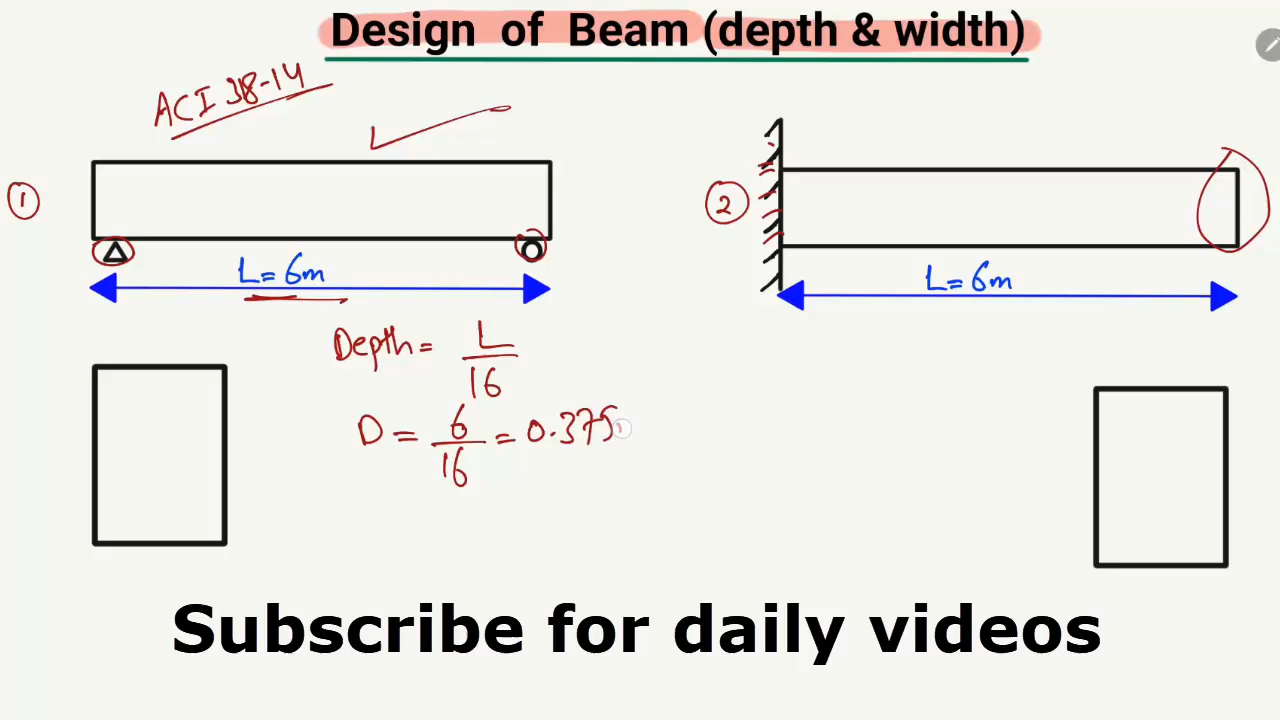 Design of Beam (depth & width)
ACI 38-14
1
2
L= 6m
L= 6m
Depth = L/16
D = 6/16 = 0.375
Subscribe for daily videos